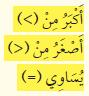 أَكْبَرُ مِنْ (>)
أَصْغَرُ مِنْ (<)
يُسَاوِي (=)